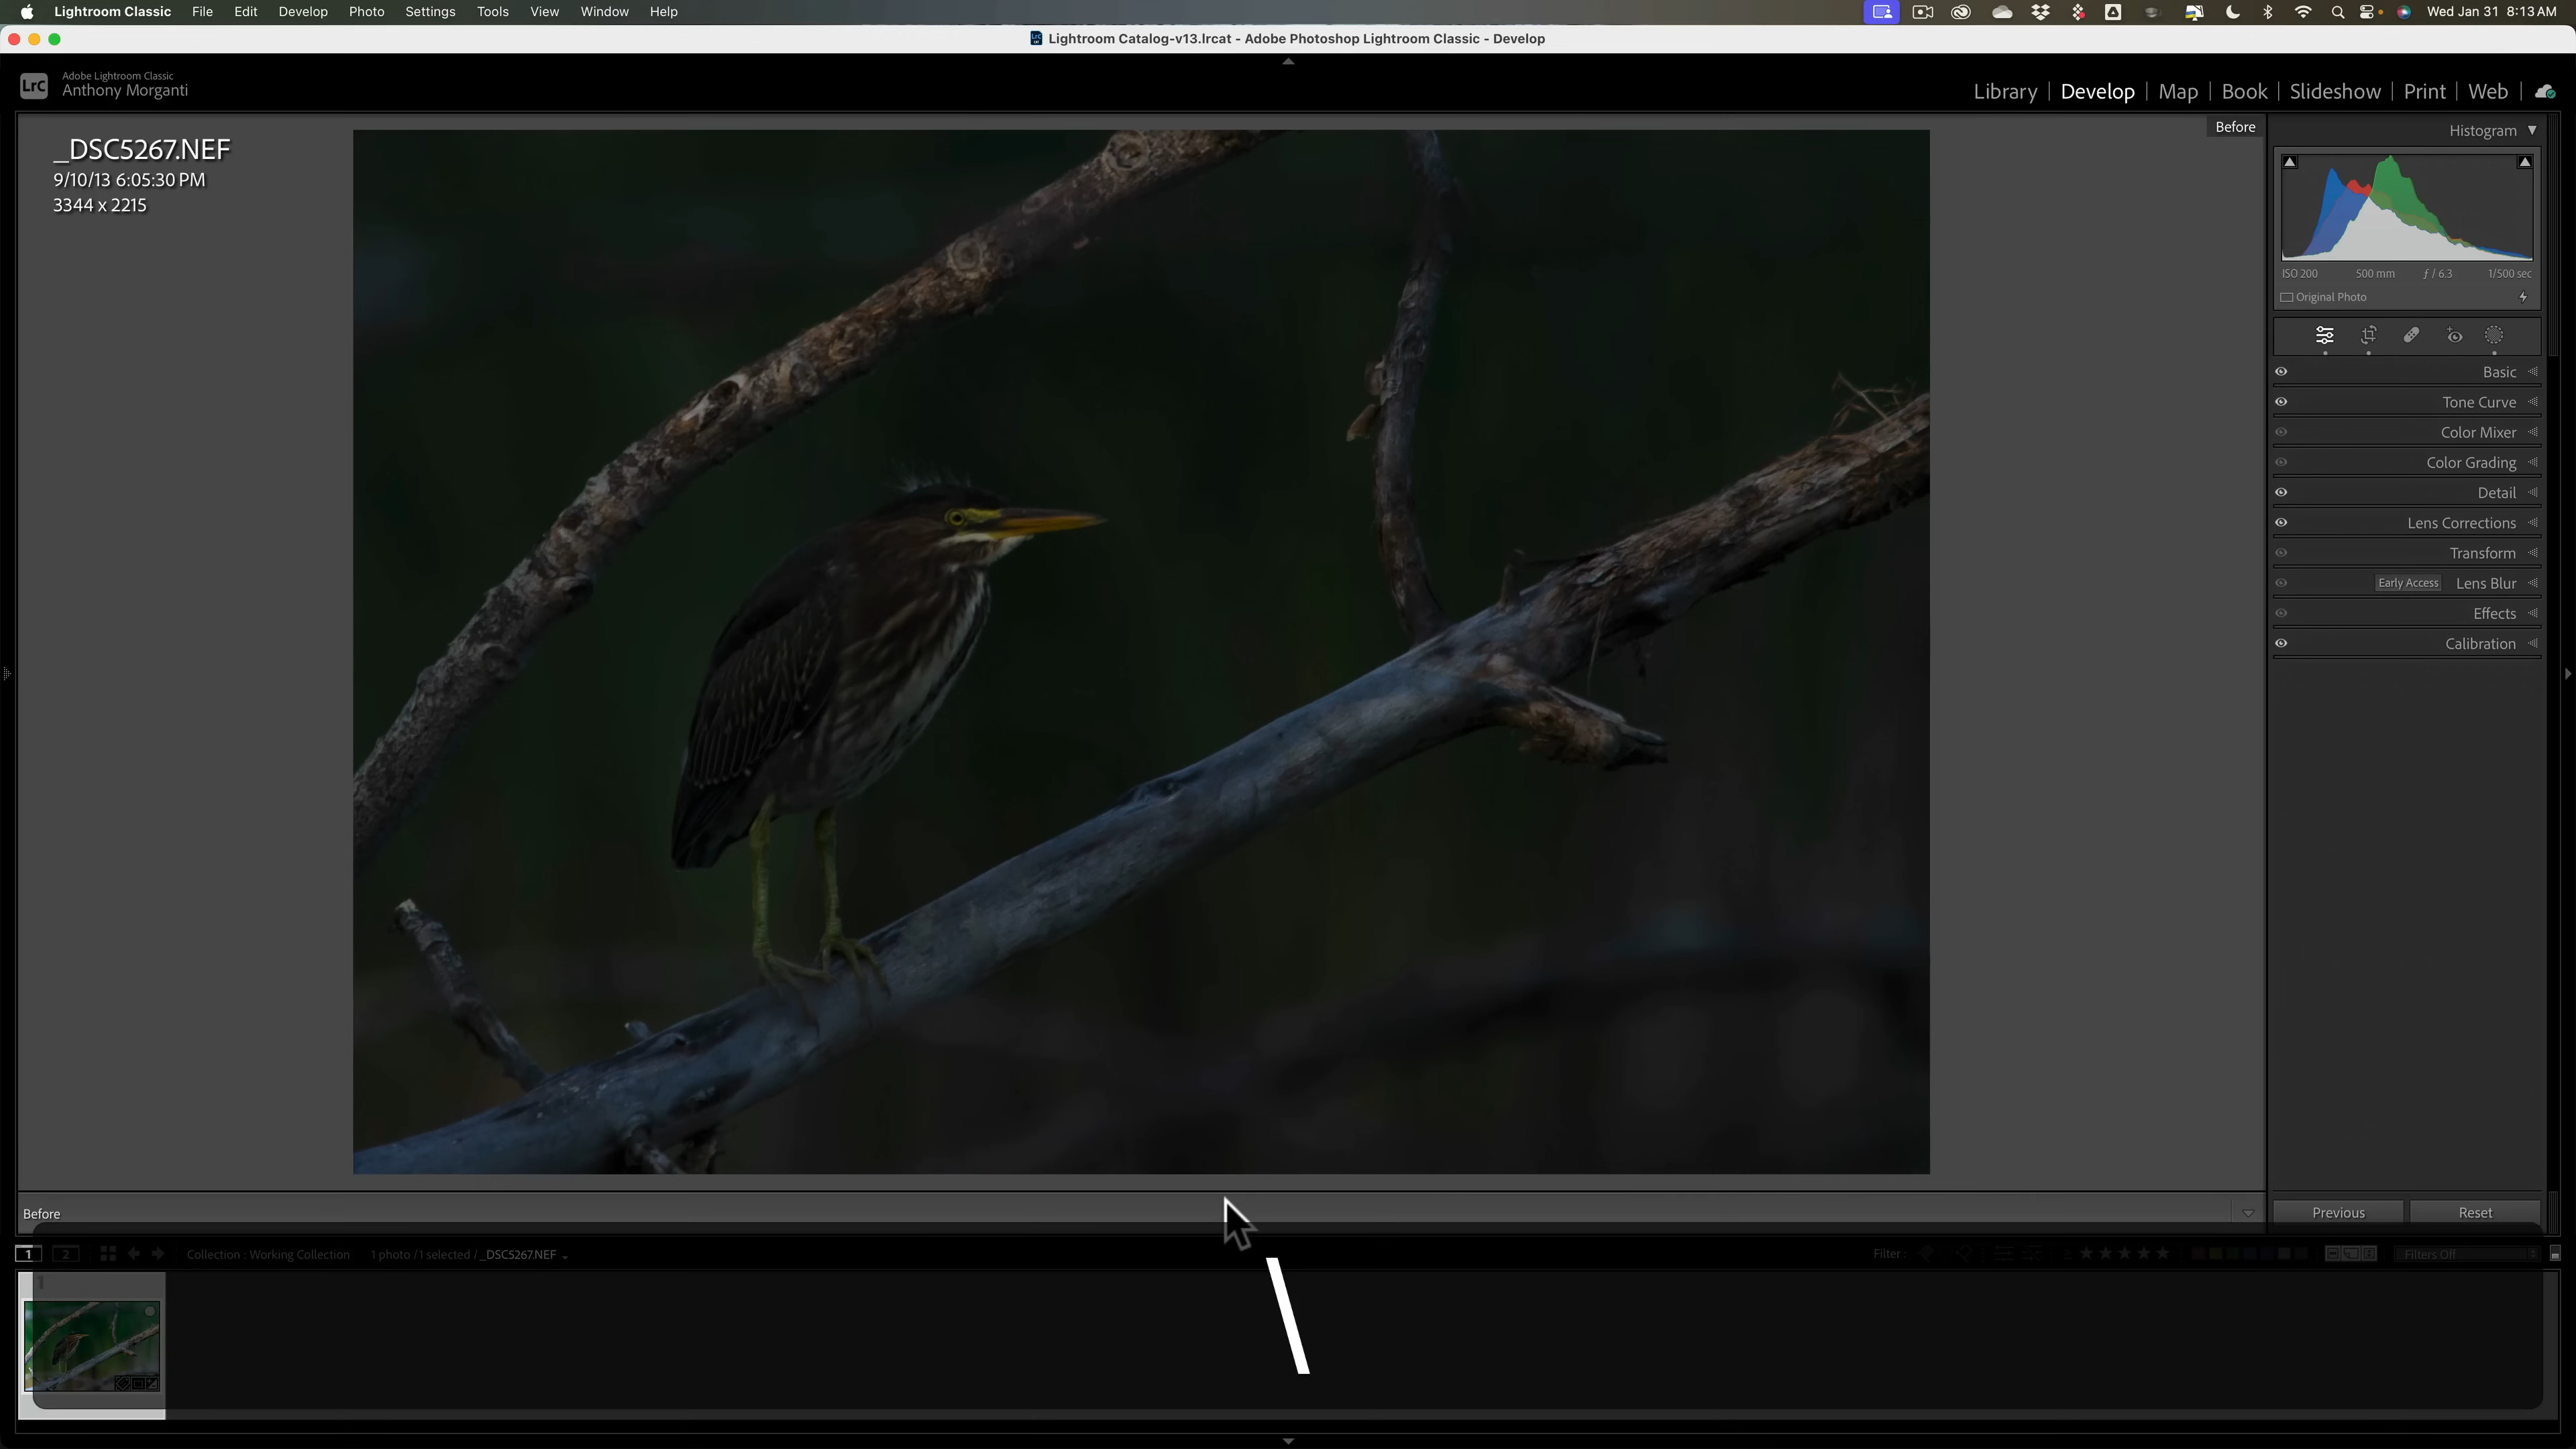 Lightroom Classic File Edit Develop Photo Settings Tools View Window Help Wed Jan 31 8:13 AM
Lightroom Catalog-v13.lrcat - Adobe Photoshop Lightroom Classic - Develop
LrC
Adobe Lightroom Classic
Anthony Morganti
Library | Develop | Map | Book | Slideshow | Print | Web |
_DSC5267.NEF
9/10/13 6:05:30 PM
3344 x 2215
Before
Histogram
ISO 200 500 mm ƒ / 6.3 1/500 sec
Original Photo
Basic
Tone Curve
Color Mixer
Color Grading
Detail
Lens Corrections
Transform
Early Access Lens Blur
Effects
Calibration
Before
Previous Reset
1 2 Collection : Working Collection 1 photo / 1 selected / _DSC5267.NEF Filter : Filters Off
1
\